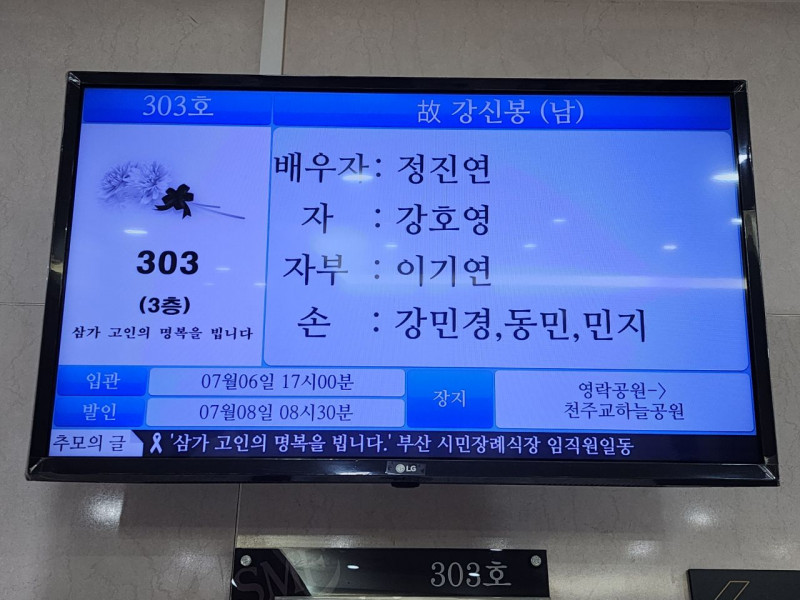 303호
故 강신봉 (남)
303
(3층)
삼가 고인의 명복을 빕니다
배우자: 정진연
자 : 강호영
자부 : 이기연
손 : 강민경,동민,민지
입관 07월06일 17시00분
발인 07월08일 08시30분
장지
영락공원->
천주교하늘공원
추모의 글 '삼가 고인의 명복을 빕니다.' 부산 시민장례식장 임직원일동
LG
SM
303호